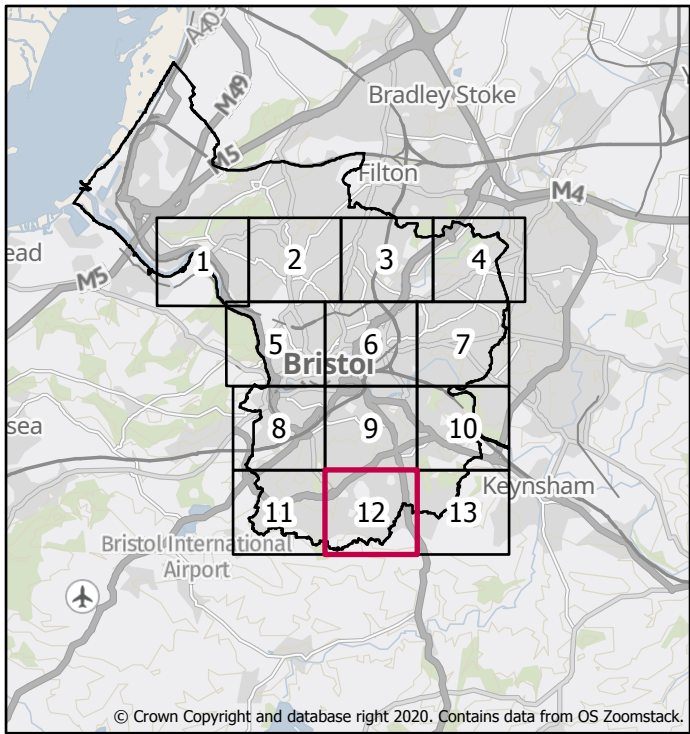 A403
M49
Bradley Stoke
M5
Filton
M4
ead
1
2
3
4
M5
5
6
7
Bristol
8
9
10
sea
Keynsham
11
12
13
Bristol International
Airport
© Crown Copyright and database right 2020. Contains data from OS Zoomstack.